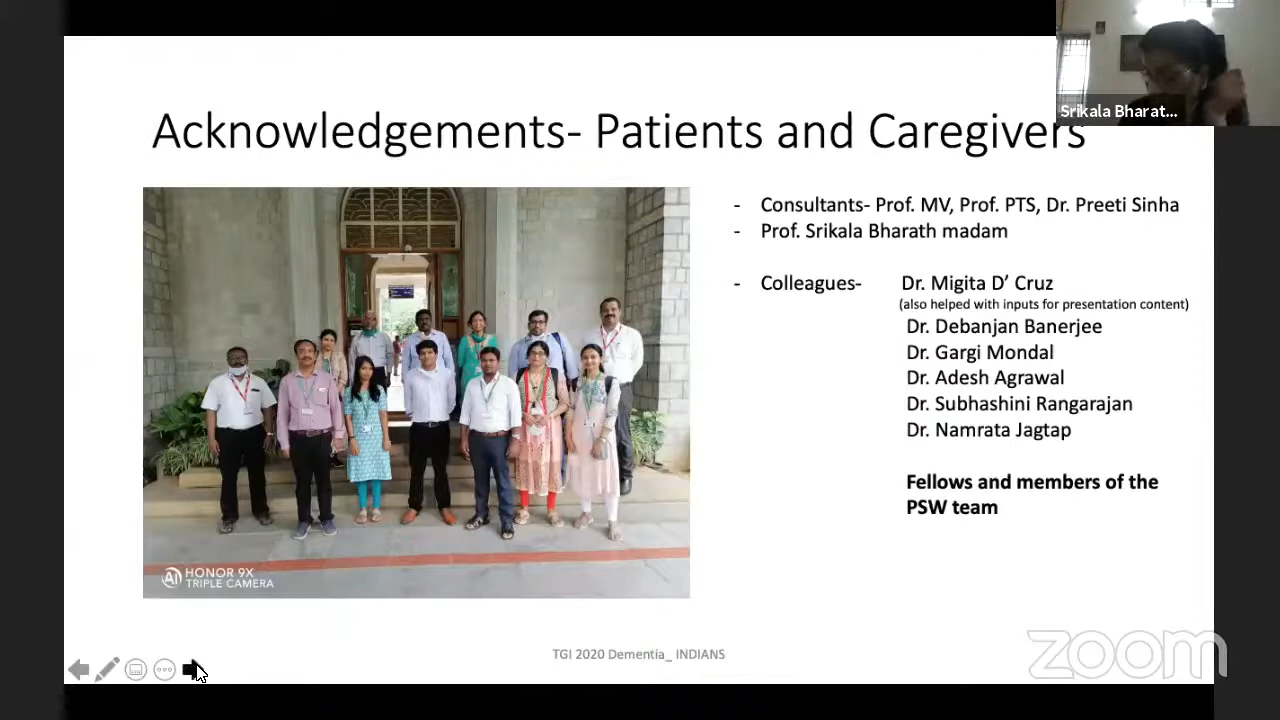 Srikala Bharat...
Acknowledgements- Patients and Caregivers
- Consultants- Prof. MV, Prof. PTS, Dr. Preeti Sinha
- Prof. Srikala Bharath madam
- Colleagues- Dr. Migita D’ Cruz
(also helped with inputs for presentation content)
Dr. Debanjan Banerjee
Dr. Gargi Mondal
Dr. Adesh Agrawal
Dr. Subhashini Rangarajan
Dr. Namrata Jagtap
Fellows and members of the
PSW team
AI HONOR 9X
TRIPLE CAMERA
TGI 2020 Dementia_ INDIANS
zoom